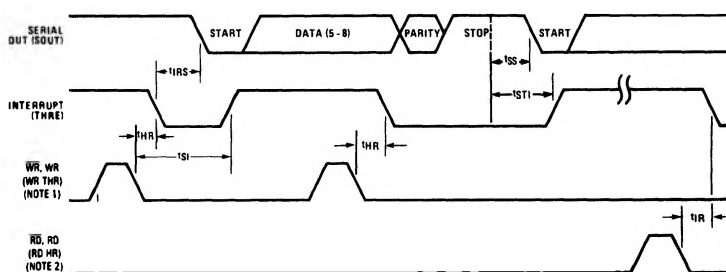 SERIAL
OUT (SOUT)
START
DATA (5 - 8)
PARITY
STOP
START
tIRS
tSS
tSTI
INTERRUPT
(THRE)
tHR
tSI
tHR
WR, WR
(WR THR)
(NOTE 1)
tIR
RD, RD
(RD HR)
(NOTE 2)